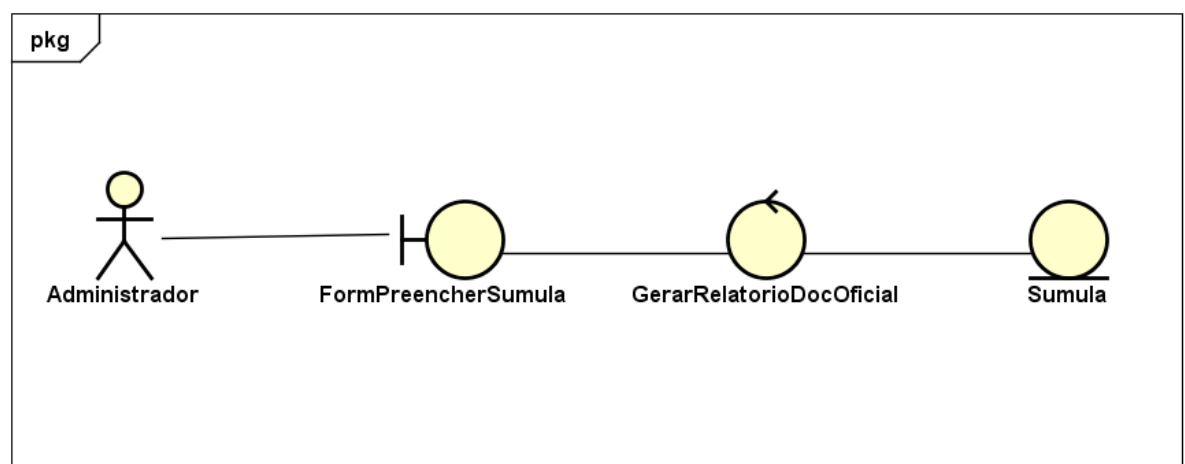 pkg
Administrador
FormPreencherSumula
GerarRelatorioDocOficial
Sumula